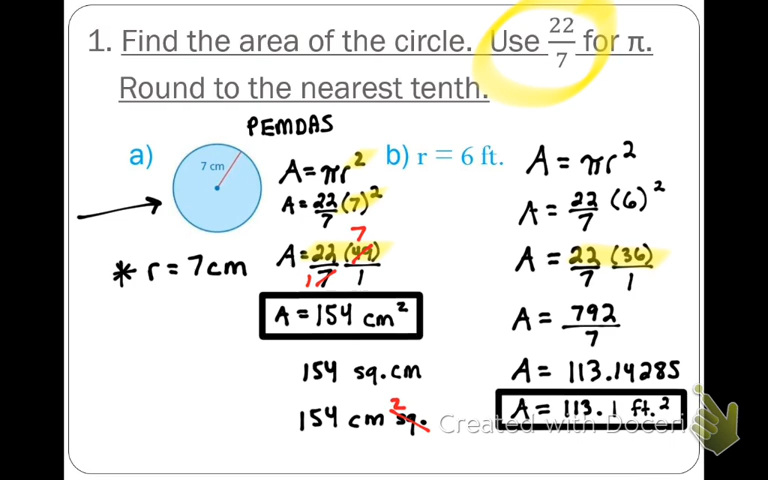 1. Find the area of the circle. Use 22/7 for π.
Round to the nearest tenth.
PEMDAS
a)
7 cm
* r = 7cm
A = πr²
A = 22/7 (7)²
7
A = 22/7 (49)/1
1
A = 154 cm²
154 sq. cm
154 cm² sq.
b) r = 6 ft.
A = πr²
A = 22/7 (6)²
A = 22/7 (36)/1
A = 792/7
A = 113.14285
A = 113.1 ft.²
Created with Doceri